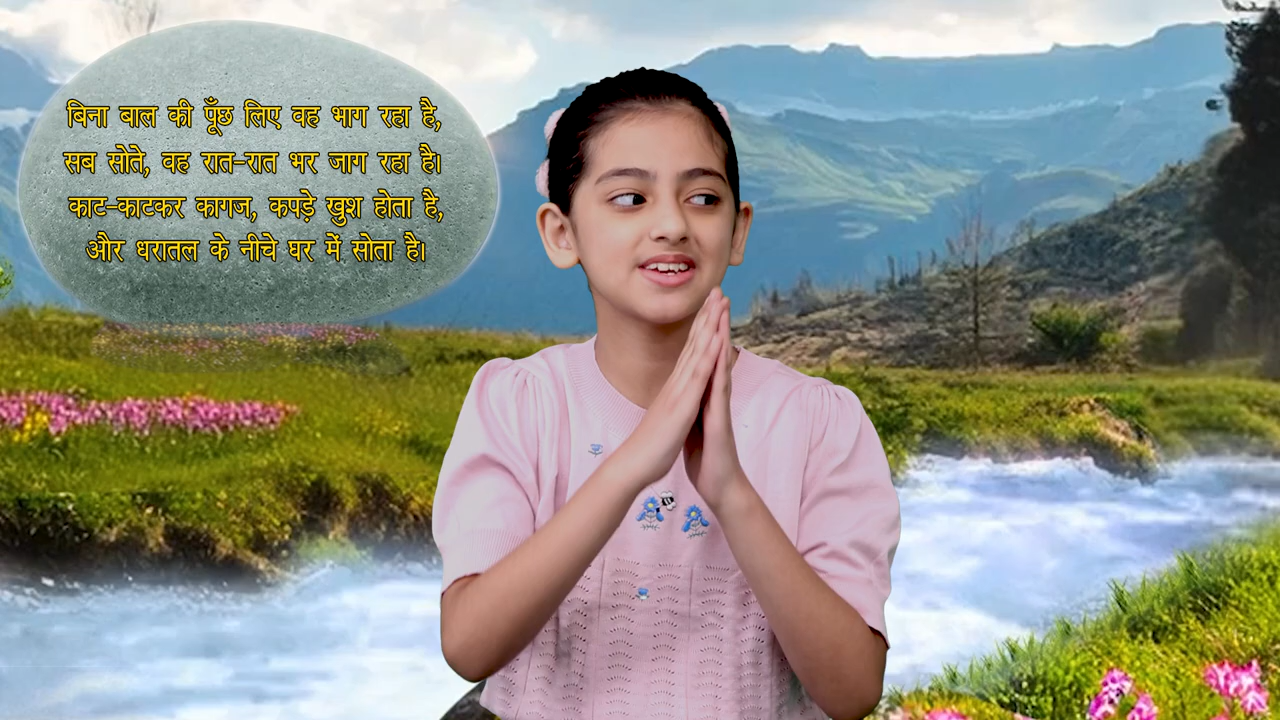 बिना बाल की पूँछ लिए वह भाग रहा है,
सब सोते, वह रात-रात भर जाग रहा है।
काट-काटकर कागज, कपड़े खुश होता है,
और धरातल के नीचे घर में सोता है।